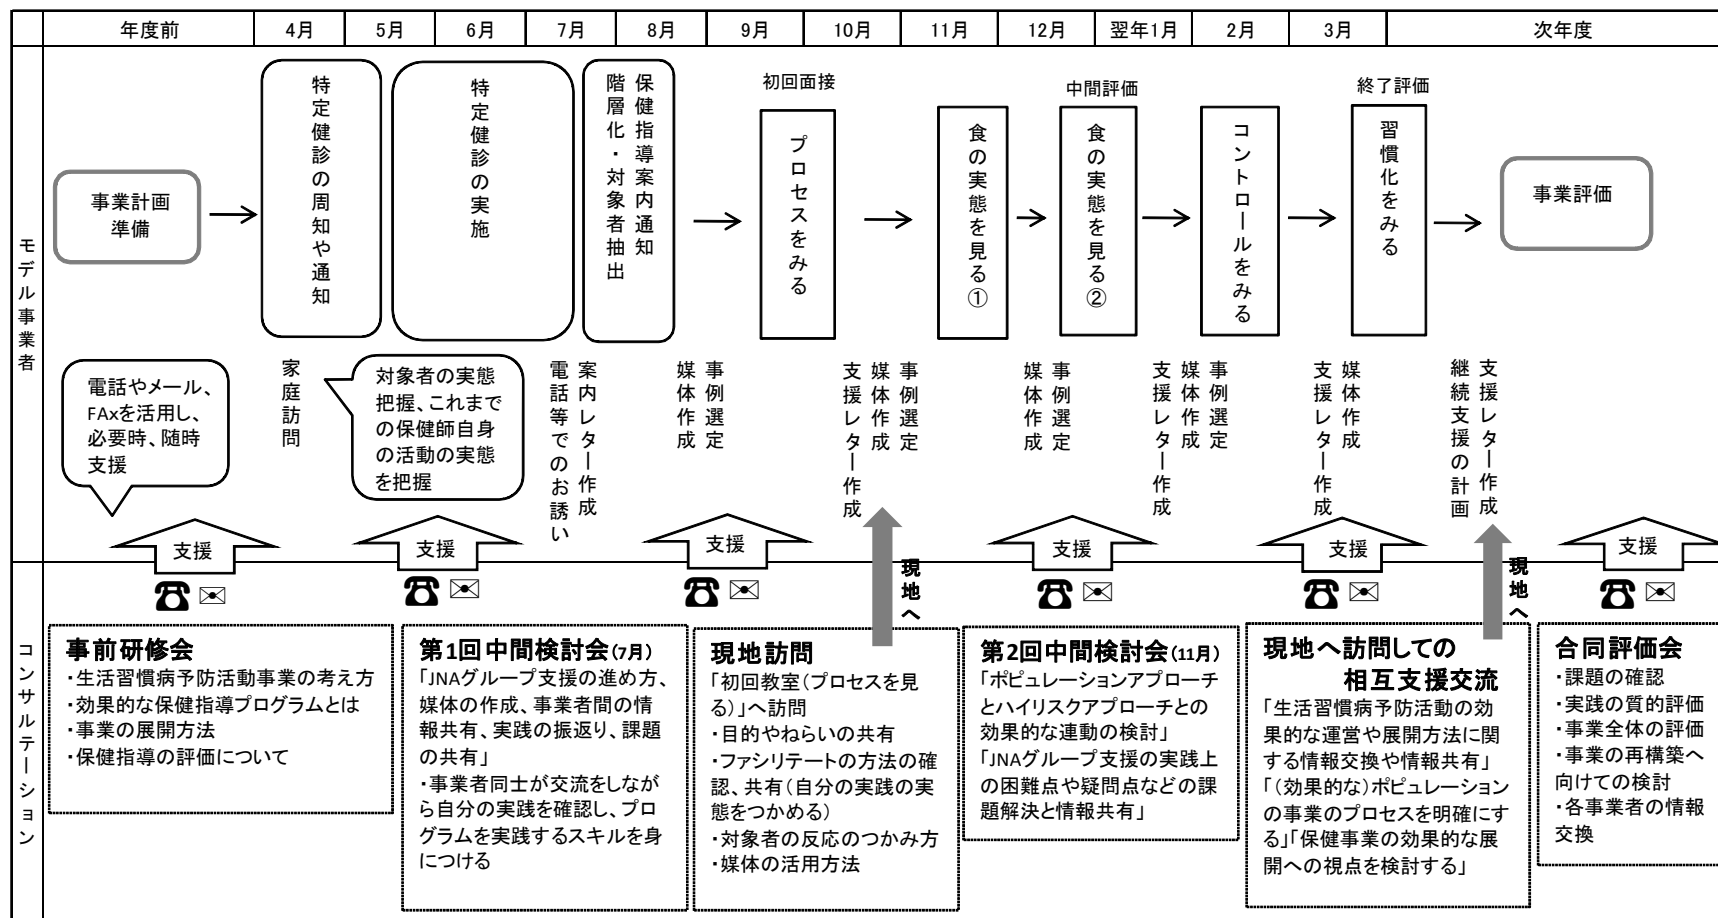 年度前
4月
5月
6月
7月
8月
9月
10月
11月
12月
翌年1月
2月
3月
次年度
モデル事業者
事業計画
準備
特定健診の周知や通知
特定健診の実施
保健指導案内通知
階層化・対象者抽出
初回面接
プロセスをみる
食の実態を見る①
中間評価
食の実態を見る②
コントロールをみる
終了評価
習慣化をみる
事業評価
電話やメール、
FAxを活用し、
必要時、随時
支援
家庭訪問
対象者の実態
把握、これまで
の保健師自身
の活動の実態
を把握
案内レター作成
電話等でのお誘い
事例選定
媒体作成
事例選定
媒体作成
支援レター作成
事例選定
媒体作成
事例選定
媒体作成
支援レター作成
媒体作成
支援レター作成
支援レター作成
継続支援の計画
支援
支援
支援
支援
支援
支援
現地へ
現地へ
コンサルテーション
事前研修会
・生活習慣病予防活動事業の考え方
・効果的な保健指導プログラムとは
・事業の展開方法
・保健指導の評価について
第1回中間検討会(7月)
「JNAグループ支援の進め方、
媒体の作成、事業者間の情
報共有、実践の振返り、課題
の共有」
・事業者同士が交流をしなが
ら自分の実践を確認し、プロ
グラムを実践するスキルを身
につける
現地訪問
「初回教室(プロセスを見
る)」へ訪問
・目的やねらいの共有
・ファシリテートの方法の確
認、共有(自分の実践の実
態をつかめる)
・対象者の反応のつかみ方
・媒体の活用方法
第2回中間検討会(11月)
「ポピュレーションアプローチ
とハイリスクアプローチとの
効果的な連動の検討」
「JNAグループ支援の実践上
の困難点や疑問点などの課
題解決と情報共有」
現地へ訪問しての
相互支援交流
「生活習慣病予防活動の効
果的な運営や展開方法に関
する情報交換や情報共有」
「(効果的な)ポピュレーション
の事業のプロセスを明確にす
る」「保健事業の効果的な展
開への視点を検討する」
合同評価会
・課題の確認
・実践の質的評価
・事業全体の評価
・事業の再構築へ
向けての検討
・各事業者の情報
交換